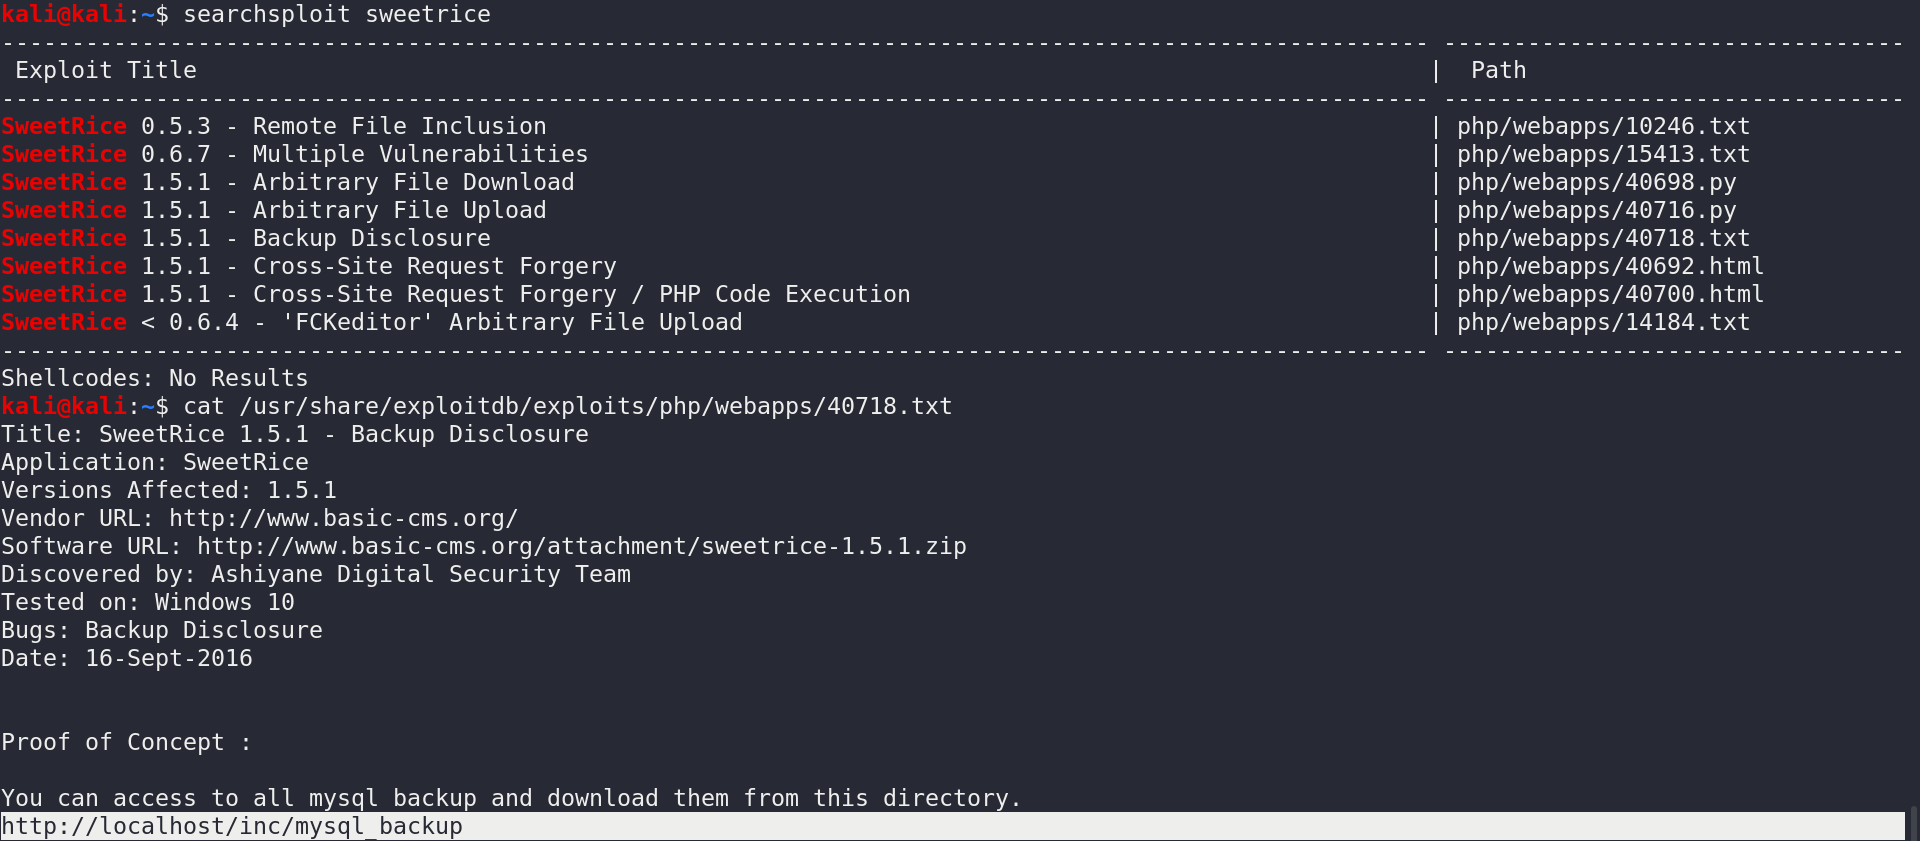 kali@kali:~$ searchsploit sweetrice
------------------------------------------------------------------------------------------------------ ---------------------------------
 Exploit Title                                                                                        |  Path
------------------------------------------------------------------------------------------------------ ---------------------------------
SweetRice 0.5.3 - Remote File Inclusion                                                               | php/webapps/10246.txt
SweetRice 0.6.7 - Multiple Vulnerabilities                                                            | php/webapps/15413.txt
SweetRice 1.5.1 - Arbitrary File Download                                                             | php/webapps/40698.py
SweetRice 1.5.1 - Arbitrary File Upload                                                               | php/webapps/40716.py
SweetRice 1.5.1 - Backup Disclosure                                                                   | php/webapps/40718.txt
SweetRice 1.5.1 - Cross-Site Request Forgery                                                          | php/webapps/40692.html
SweetRice 1.5.1 - Cross-Site Request Forgery / PHP Code Execution                                     | php/webapps/40700.html
SweetRice < 0.6.4 - 'FCKeditor' Arbitrary File Upload                                                 | php/webapps/14184.txt
------------------------------------------------------------------------------------------------------ ---------------------------------
Shellcodes: No Results
kali@kali:~$ cat /usr/share/exploitdb/exploits/php/webapps/40718.txt
Title: SweetRice 1.5.1 - Backup Disclosure
Application: SweetRice
Versions Affected: 1.5.1
Vendor URL: http://www.basic-cms.org/
Software URL: http://www.basic-cms.org/attachment/sweetrice-1.5.1.zip
Discovered by: Ashiyane Digital Security Team
Tested on: Windows 10
Bugs: Backup Disclosure
Date: 16-Sept-2016
Proof of Concept :
You can access to all mysql backup and download them from this directory.
http://localhost/inc/mysql_backup